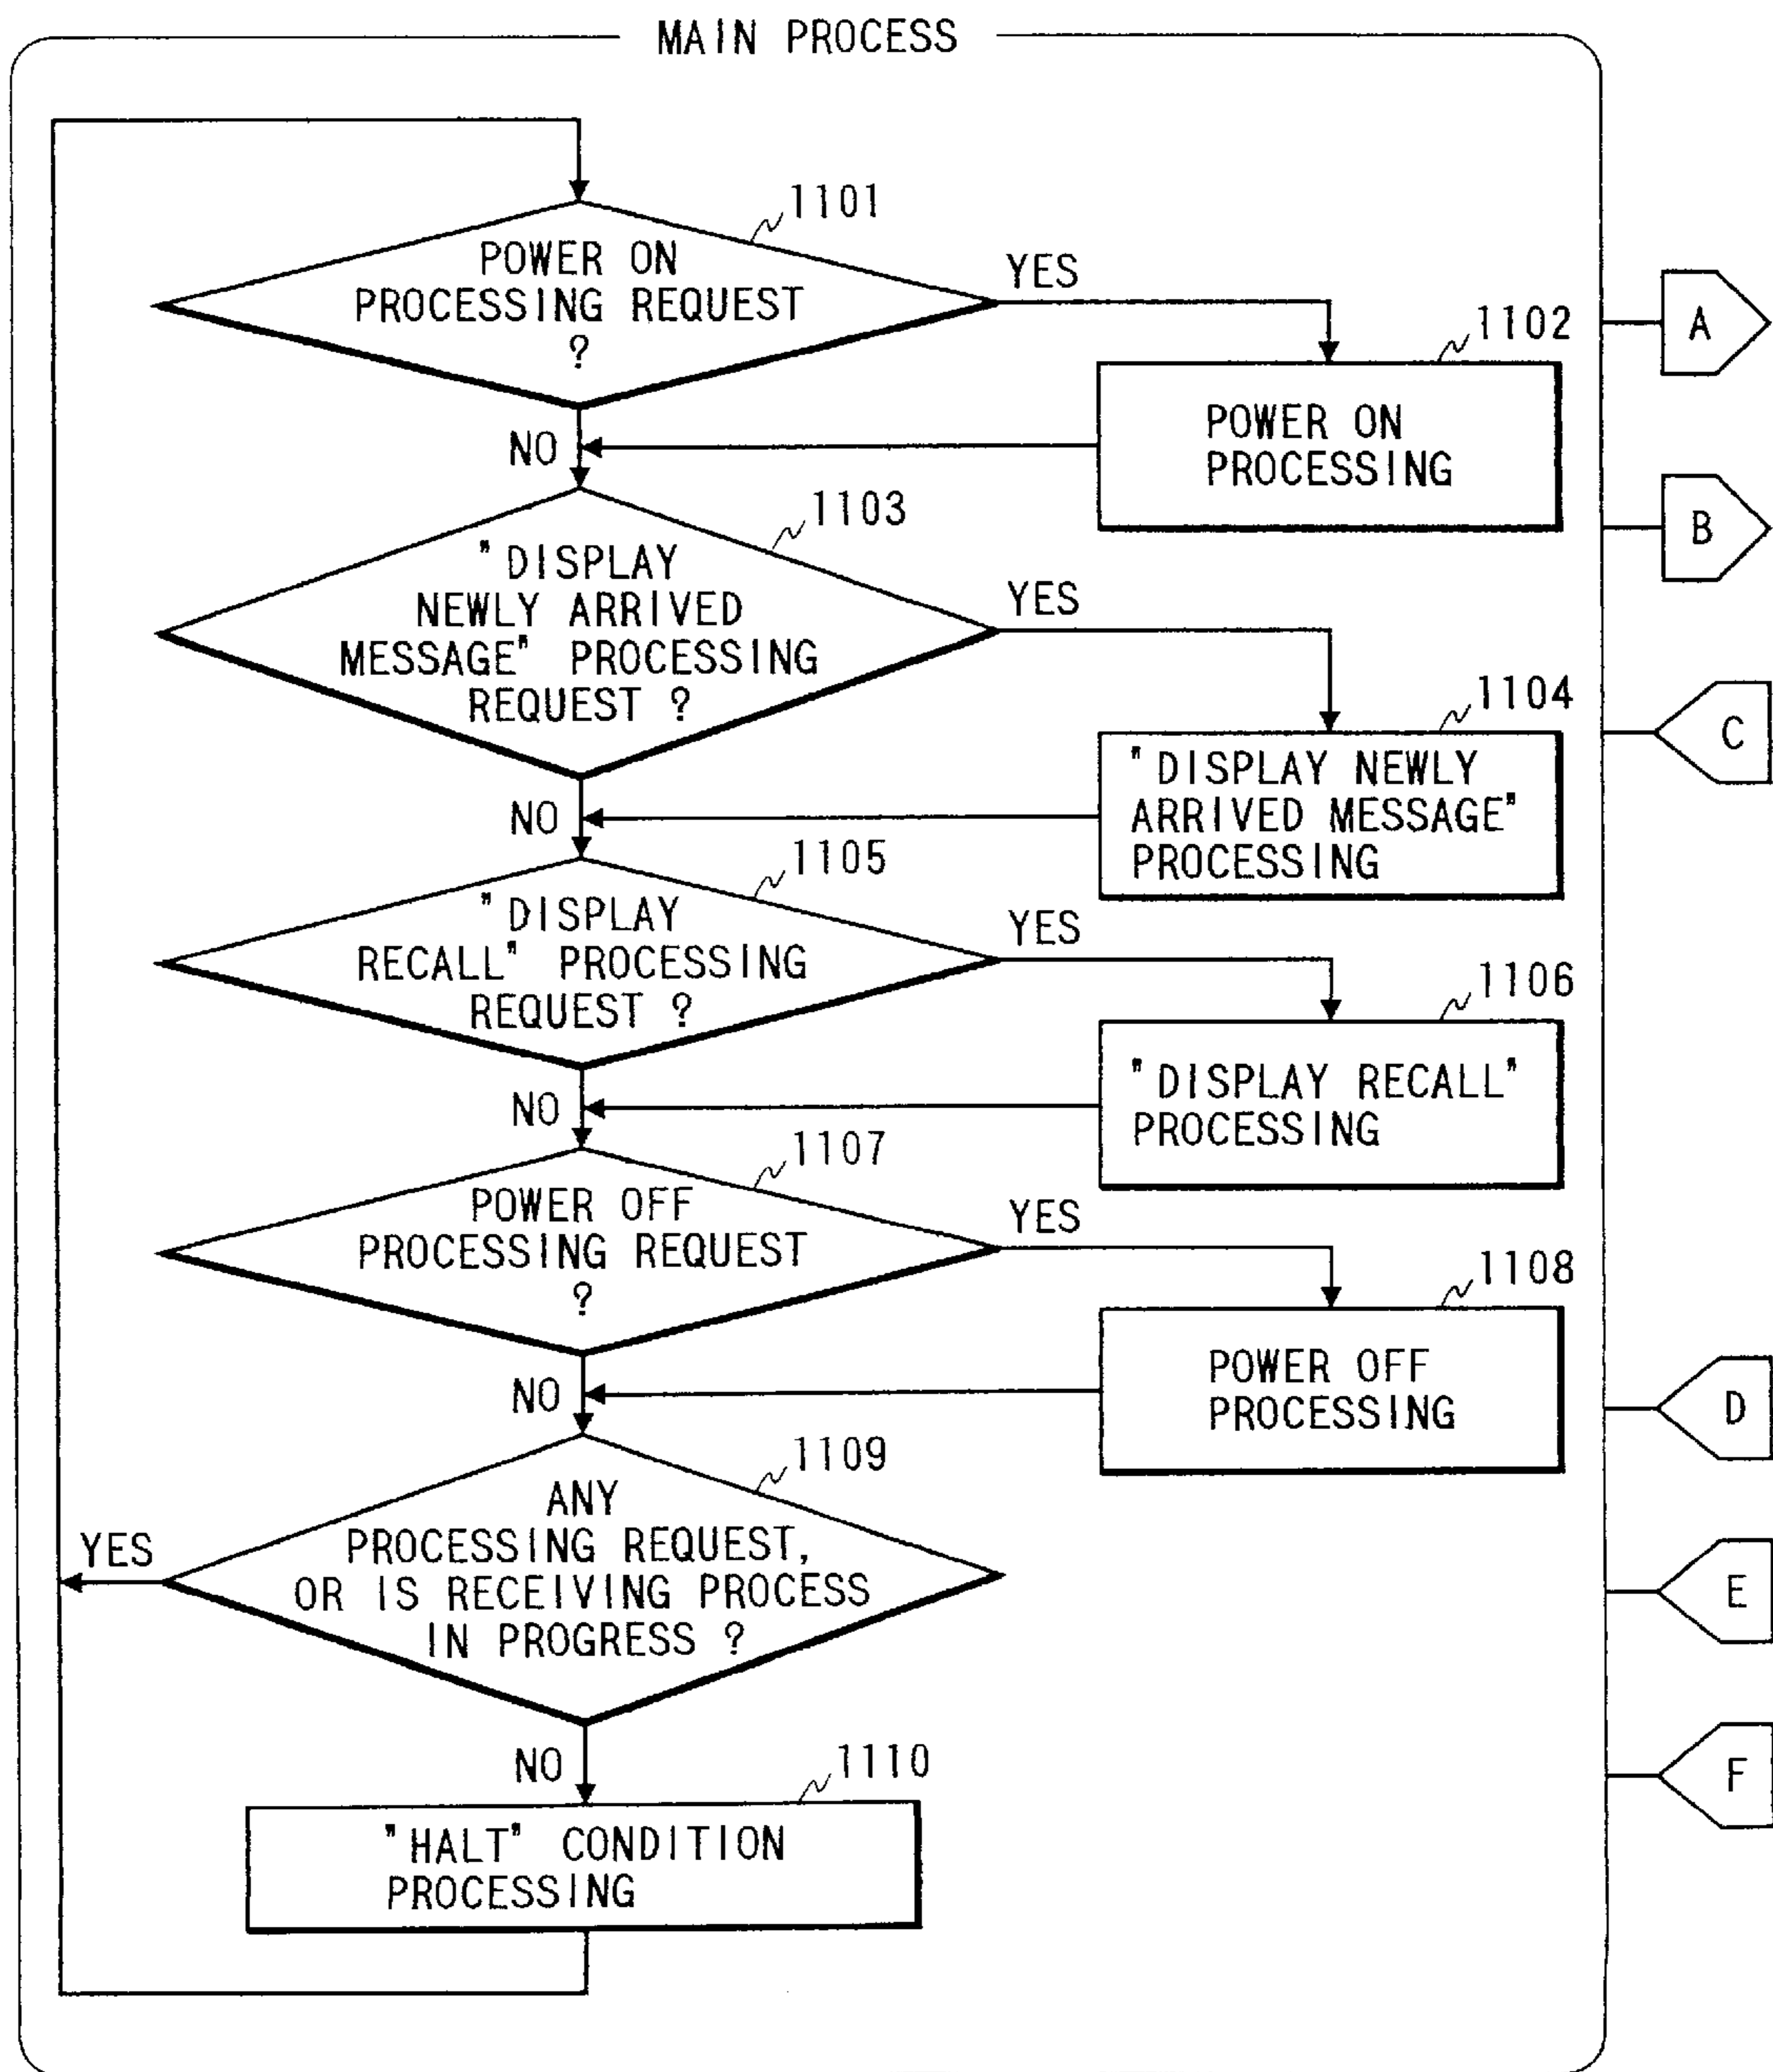 MAIN PROCESS
1101
POWER ON
PROCESSING REQUEST
?
YES
1102
POWER ON
PROCESSING
NO
1103
"DISPLAY
NEWLY ARRIVED
MESSAGE" PROCESSING
REQUEST ?
YES
1104
"DISPLAY NEWLY
ARRIVED MESSAGE"
PROCESSING
NO
1105
"DISPLAY
RECALL" PROCESSING
REQUEST ?
YES
1106
"DISPLAY RECALL"
PROCESSING
NO
1107
POWER OFF
PROCESSING REQUEST
?
YES
1108
POWER OFF
PROCESSING
NO
1109
ANY
PROCESSING REQUEST,
OR IS RECEIVING PROCESS
IN PROGRESS ?
YES
NO
1110
"HALT" CONDITION
PROCESSING
A
B
C
D
E
F